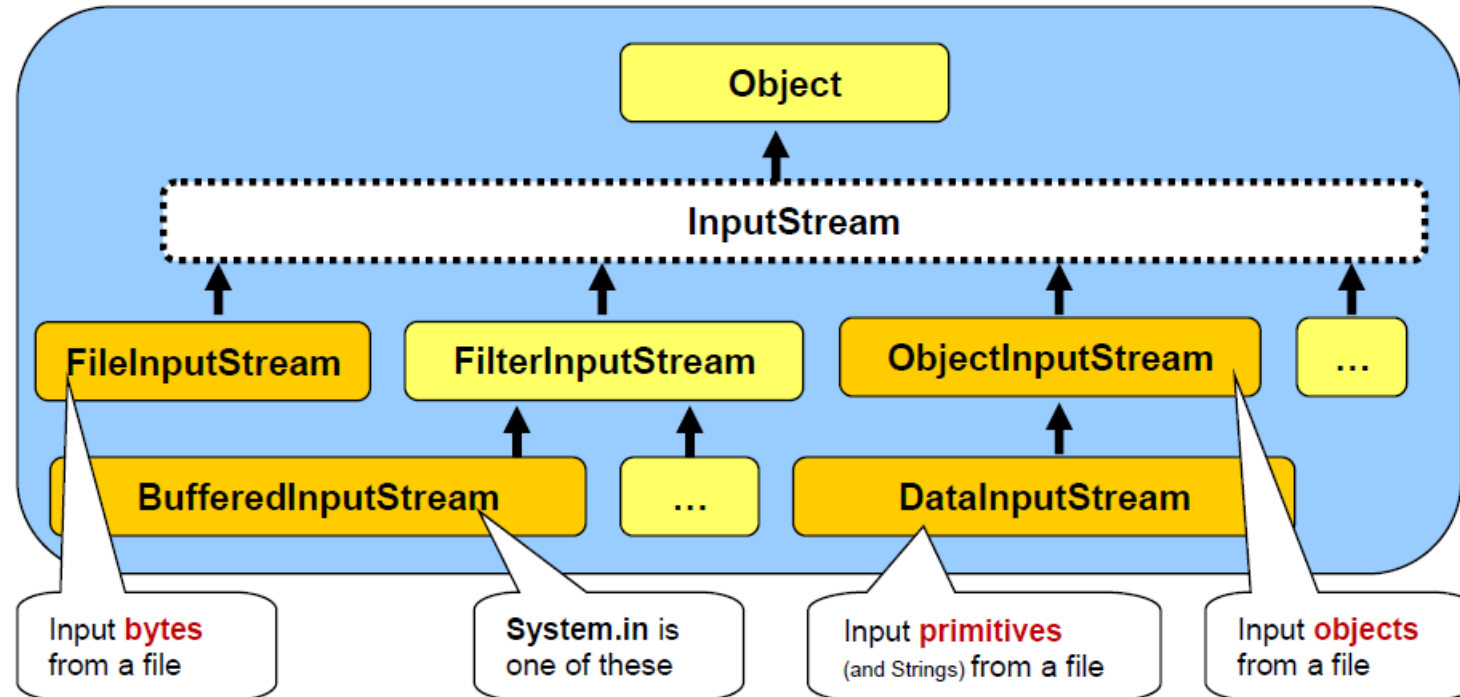 Object
InputStream
FileInputStream
FilterInputStream
ObjectInputStream
...
BufferedInputStream
...
DataInputStream
Input bytes
from a file
System.in is
one of these
Input primitives
(and Strings) from a file
Input objects
from a file